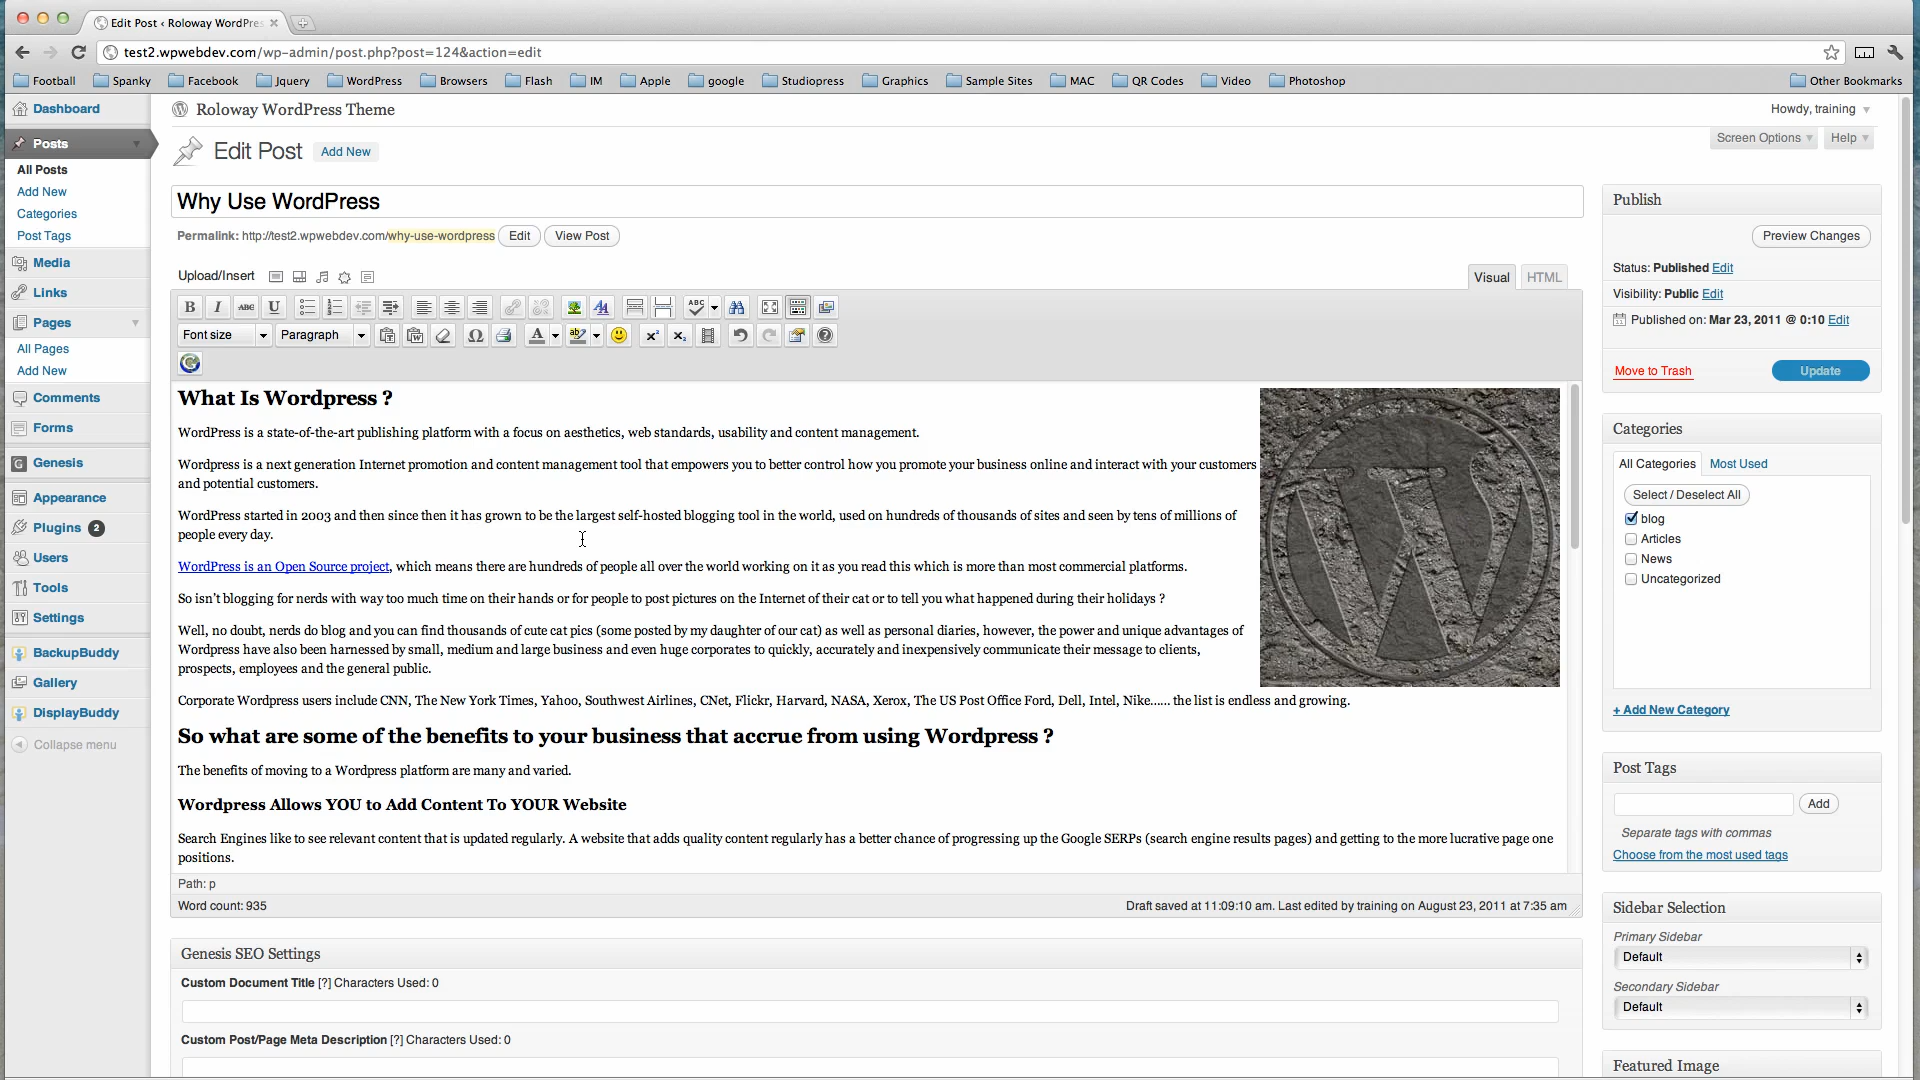 Edit Post ‹ Roloway WordPres
test2.wpwebdev.com/wp-admin/post.php?post=124&action=edit
Football Spanky Facebook Jquery WordPress Browsers Flash IM Apple google Studiopress Graphics Sample Sites MAC QR Codes Video Photoshop Other Bookmarks
Dashboard
Posts
All Posts
Add New
Categories
Post Tags
Media
Links
Pages
All Pages
Add New
Comments
Forms
Genesis
Appearance
Plugins 2
Users
Tools
Settings
BackupBuddy
Gallery
DisplayBuddy
Collapse menu
Roloway WordPress Theme
Howdy, training
Screen Options Help
Edit Post Add New
Why Use WordPress
Permalink: http://test2.wpwebdev.com/why-use-wordpress Edit View Post
Upload/Insert
Visual HTML
B I ABC U ABC
Font size Paragraph
What Is Wordpress ?
WordPress is a state-of-the-art publishing platform with a focus on aesthetics, web standards, usability and content management.
Wordpress is a next generation Internet promotion and content management tool that empowers you to better control how you promote your business online and interact with your customers
and potential customers.
WordPress started in 2003 and then since then it has grown to be the largest self-hosted blogging tool in the world, used on hundreds of thousands of sites and seen by tens of millions of
people every day.
WordPress is an Open Source project, which means there are hundreds of people all over the world working on it as you read this which is more than most commercial platforms.
So isn't blogging for nerds with way too much time on their hands or for people to post pictures on the Internet of their cat or to tell you what happened during their holidays ?
Well, no doubt, nerds do blog and you can find thousands of cute cat pics (some posted by my daughter of our cat) as well as personal diaries, however, the power and unique advantages of
Wordpress have also been harnessed by small, medium and large business and even huge corporates to quickly, accurately and inexpensively communicate their message to clients,
prospects, employees and the general public.
Corporate Wordpress users include CNN, The New York Times, Yahoo, Southwest Airlines, CNet, Flickr, Harvard, NASA, Xerox, The US Post Office Ford, Dell, Intel, Nike...... the list is endless and growing.
So what are some of the benefits to your business that accrue from using Wordpress ?
The benefits of moving to a Wordpress platform are many and varied.
Wordpress Allows YOU to Add Content To YOUR Website
Search Engines like to see relevant content that is updated regularly. A website that adds quality content regularly has a better chance of progressing up the Google SERPs (search engine results pages) and getting to the more lucrative page one
positions.
Path: p
Word count: 935
Draft saved at 11:09:10 am. Last edited by training on August 23, 2011 at 7:35 am
Genesis SEO Settings
Custom Document Title [?] Characters Used: 0
Custom Post/Page Meta Description [?] Characters Used: 0
Publish
Preview Changes
Status: Published Edit
Visibility: Public Edit
Published on: Mar 23, 2011 @ 0:10 Edit
Move to Trash Update
Categories
All Categories Most Used
Select / Deselect All
blog
Articles
News
Uncategorized
+ Add New Category
Post Tags
Add
Separate tags with commas
Choose from the most used tags
Sidebar Selection
Primary Sidebar
Default
Secondary Sidebar
Default
Featured Image